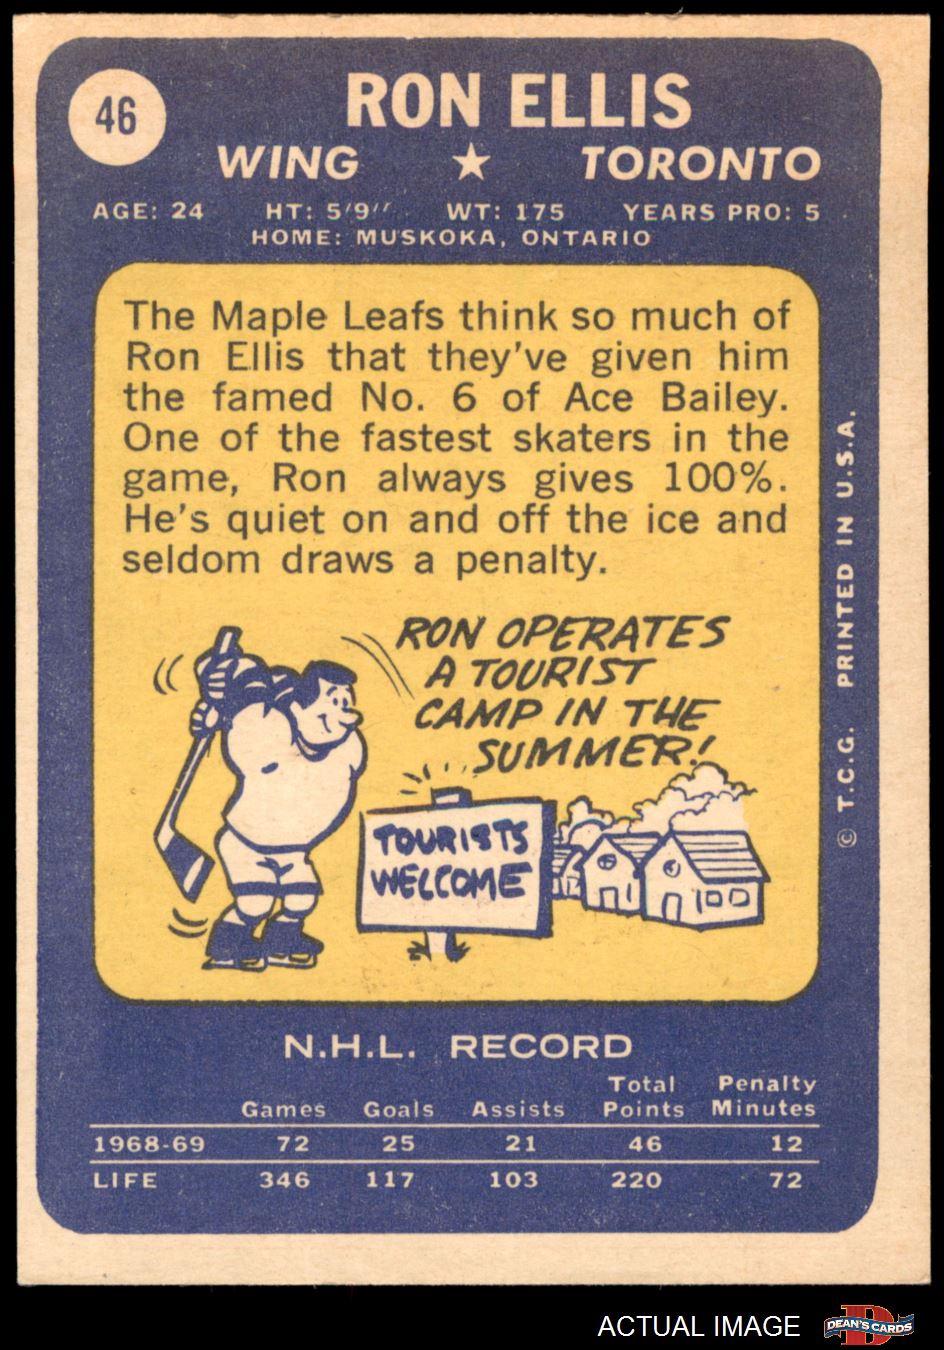 46
RON ELLIS
WING ★ TORONTO
AGE: 24 HT: 5'9" WT: 175 YEARS PRO: 5
HOME: MUSKOKA, ONTARIO
The Maple Leafs think so much of
Ron Ellis that they've given him
the famed No. 6 of Ace Bailey.
One of the fastest skaters in the
game, Ron always gives 100%.
He's quiet on and off the ice and
seldom draws a penalty.
RON OPERATES
A TOURIST
CAMP IN THE
SUMMER!
TOURISTS
WELCOME
© T.C.G. PRINTED IN U.S.A.
N.H.L. RECORD
Games Goals Assists Total Points Penalty Minutes
1968-69 72 25 21 46 12
LIFE 346 117 103 220 72
ACTUAL IMAGE
DEAN'S CARDS